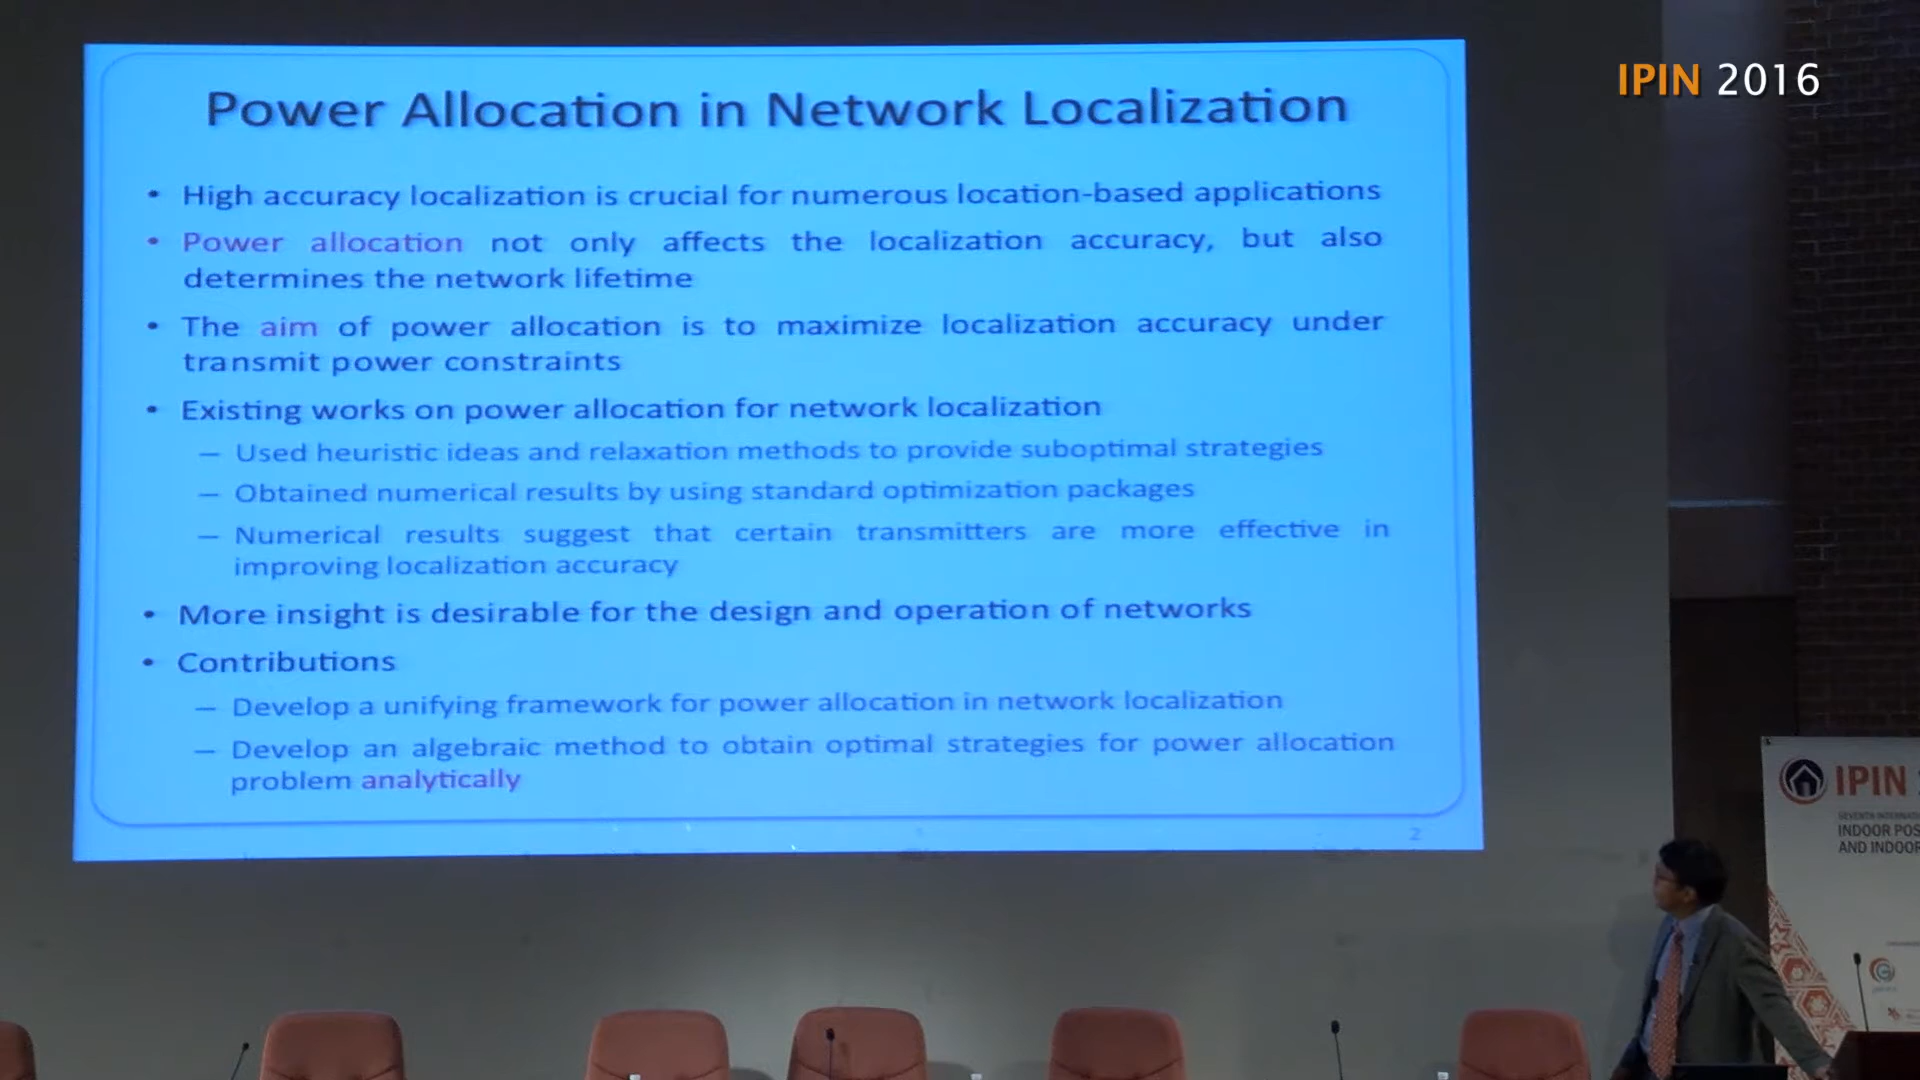 IPIN 2016
Power Allocation in Network Localization
• High accuracy localization is crucial for numerous location-based applications
• Power allocation not only affects the localization accuracy, but also
determines the network lifetime
• The aim of power allocation is to maximize localization accuracy under
transmit power constraints
• Existing works on power allocation for network localization
– Used heuristic ideas and relaxation methods to provide suboptimal strategies
– Obtained numerical results by using standard optimization packages
– Numerical results suggest that certain transmitters are more effective in
improving localization accuracy
• More insight is desirable for the design and operation of networks
• Contributions
– Develop a unifying framework for power allocation in network localization
– Develop an algebraic method to obtain optimal strategies for power allocation
problem analytically
2
IPIN
INDOOR POS
AND INDOOR